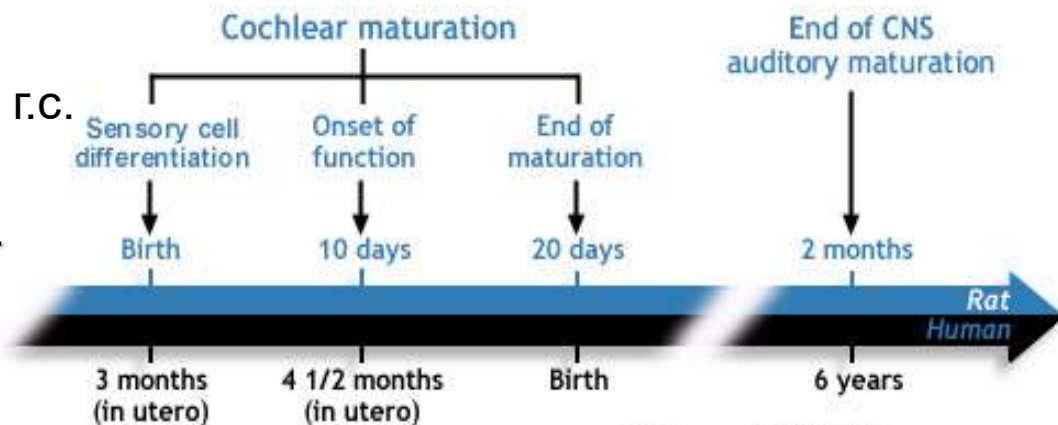 Cochlear maturation
End of CNS
auditory maturation
г.с.
Sensory cell
differentiation
Onset of
function
End of
maturation
Birth
10 days
20 days
2 months
Rat
Human
3 months
(in utero)
4 1/2 months
(in utero)
Birth
6 years